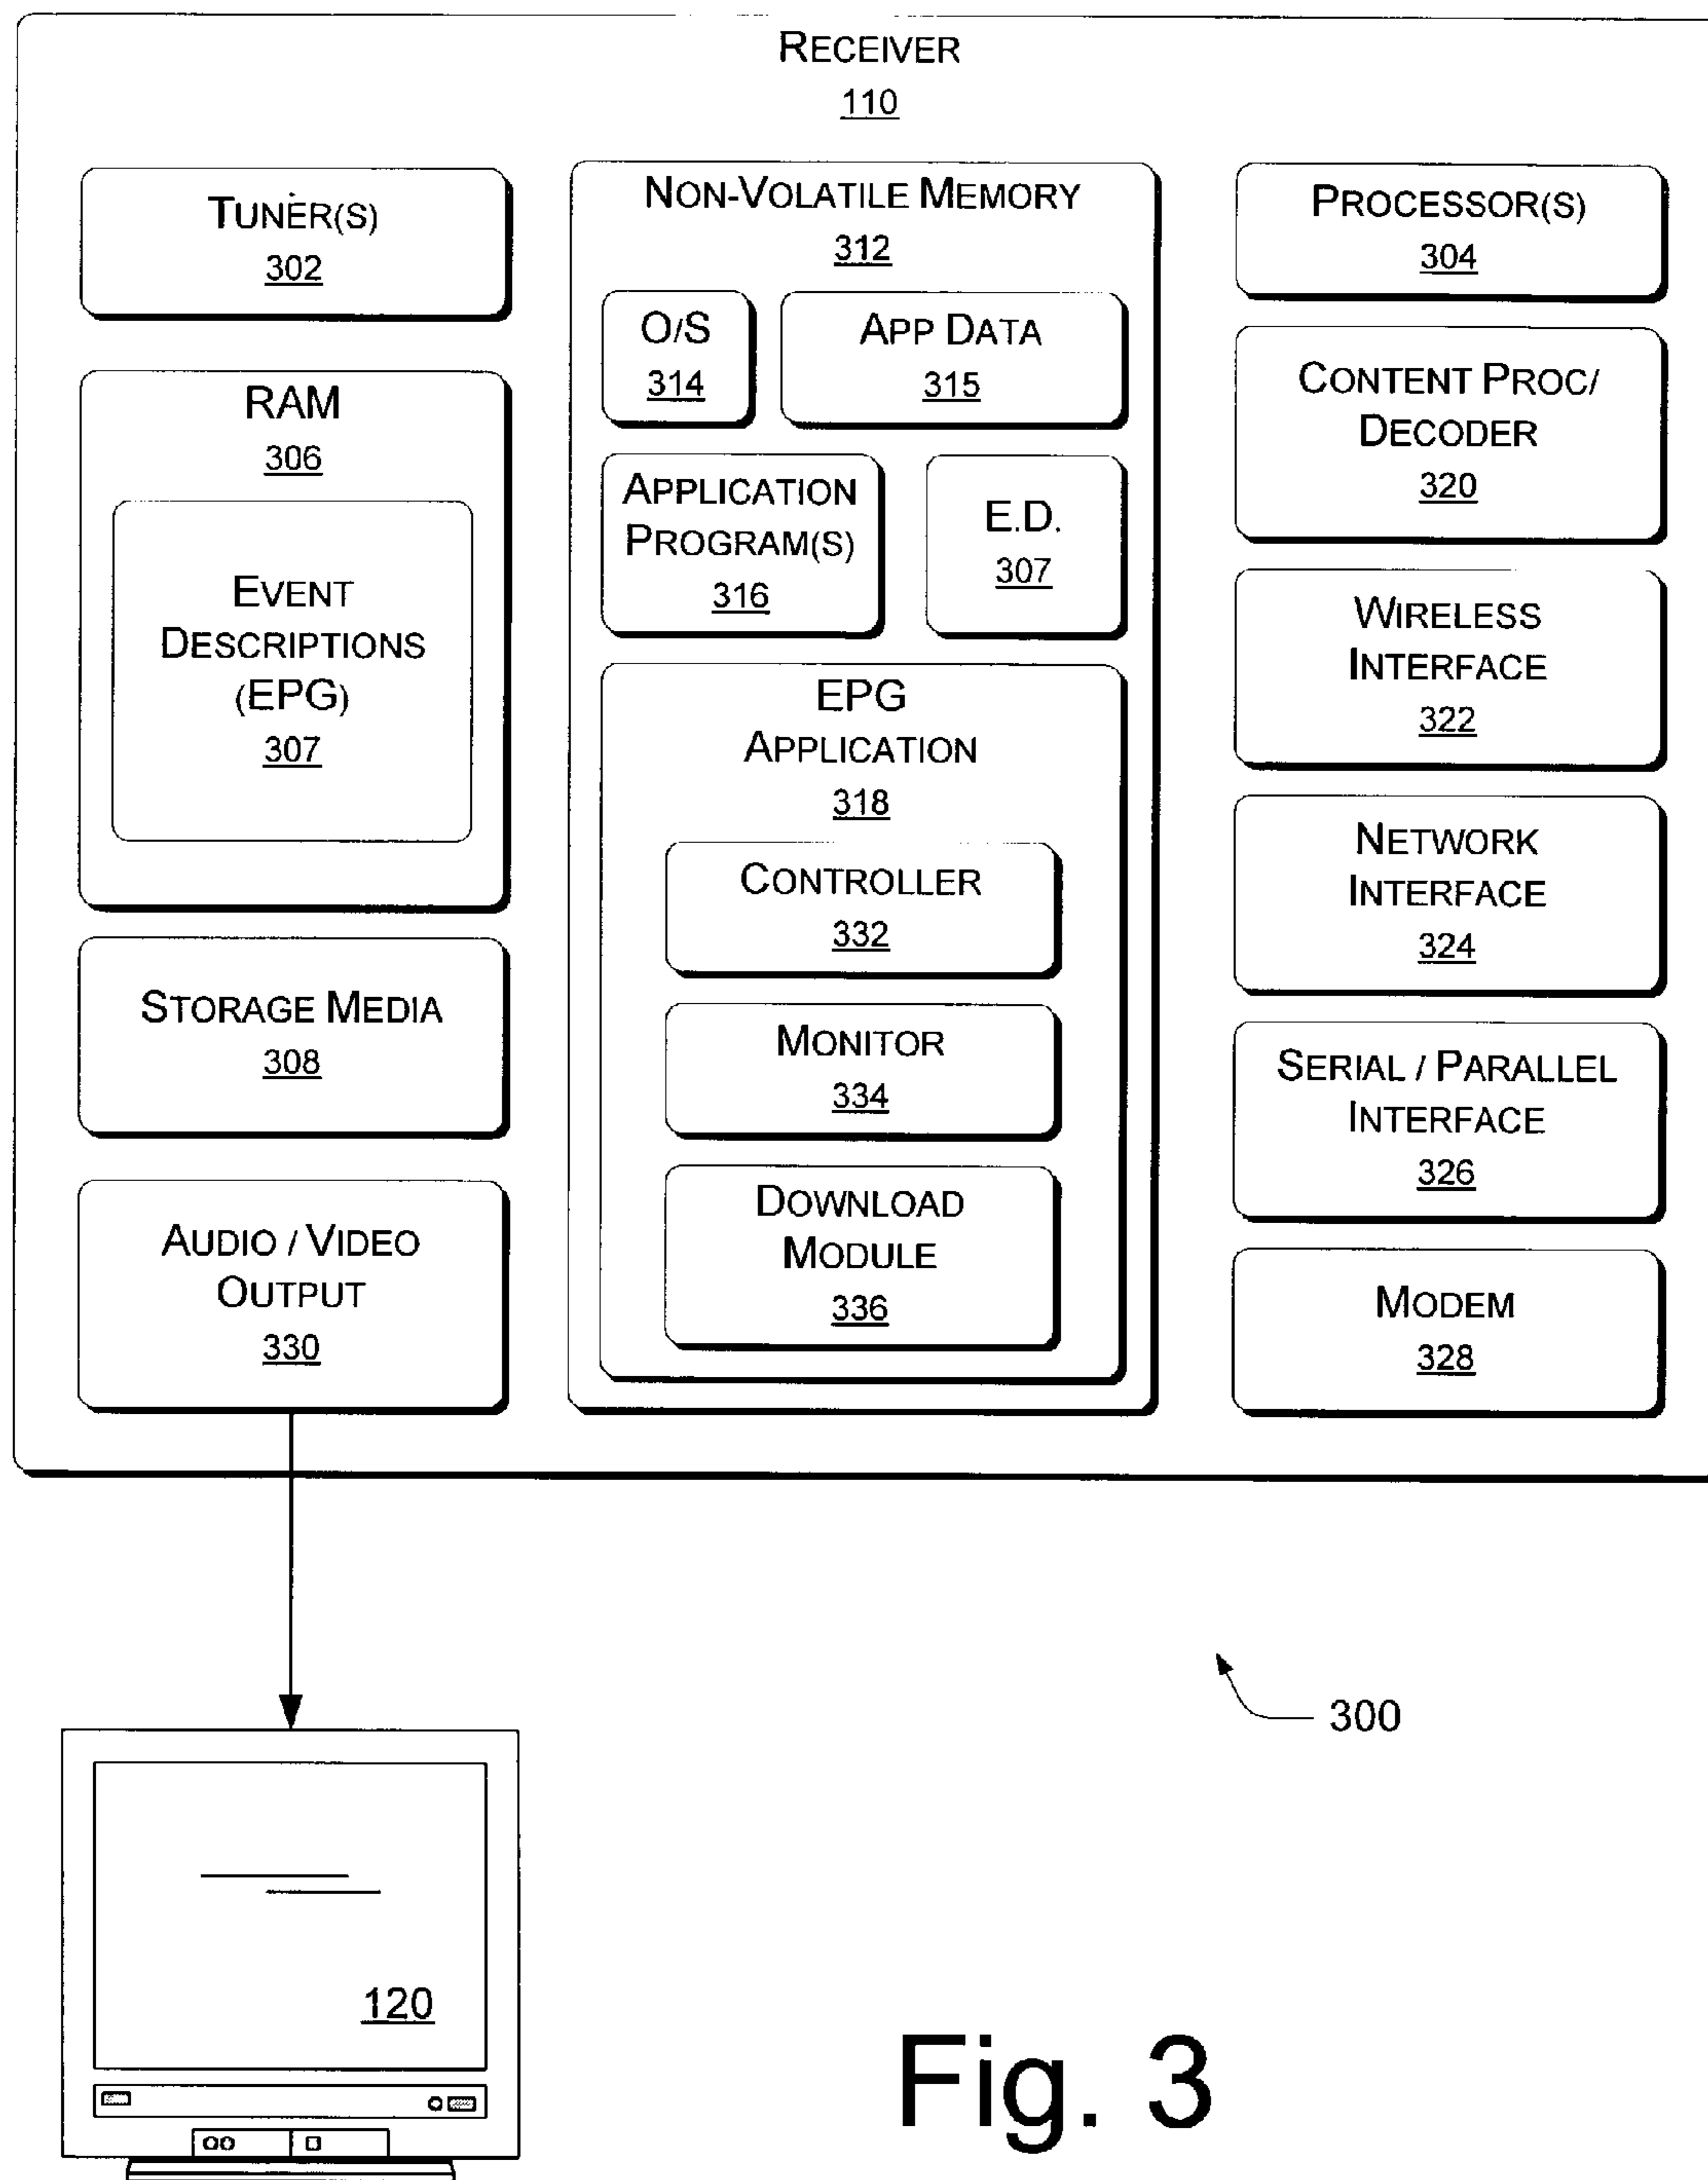 RECEIVER
110
TUNER(S)
302
RAM
306
EVENT
DESCRIPTIONS
(EPG)
307
STORAGE MEDIA
308
AUDIO / VIDEO
OUTPUT
330
NON-VOLATILE MEMORY
312
O/S
314
APP DATA
315
APPLICATION
PROGRAM(S)
316
E.D.
307
EPG
APPLICATION
318
CONTROLLER
332
MONITOR
334
DOWNLOAD
MODULE
336
PROCESSOR(S)
304
CONTENT PROC/
DECODER
320
WIRELESS
INTERFACE
322
NETWORK
INTERFACE
324
SERIAL / PARALLEL
INTERFACE
326
MODEM
328
300
120
Fig. 3